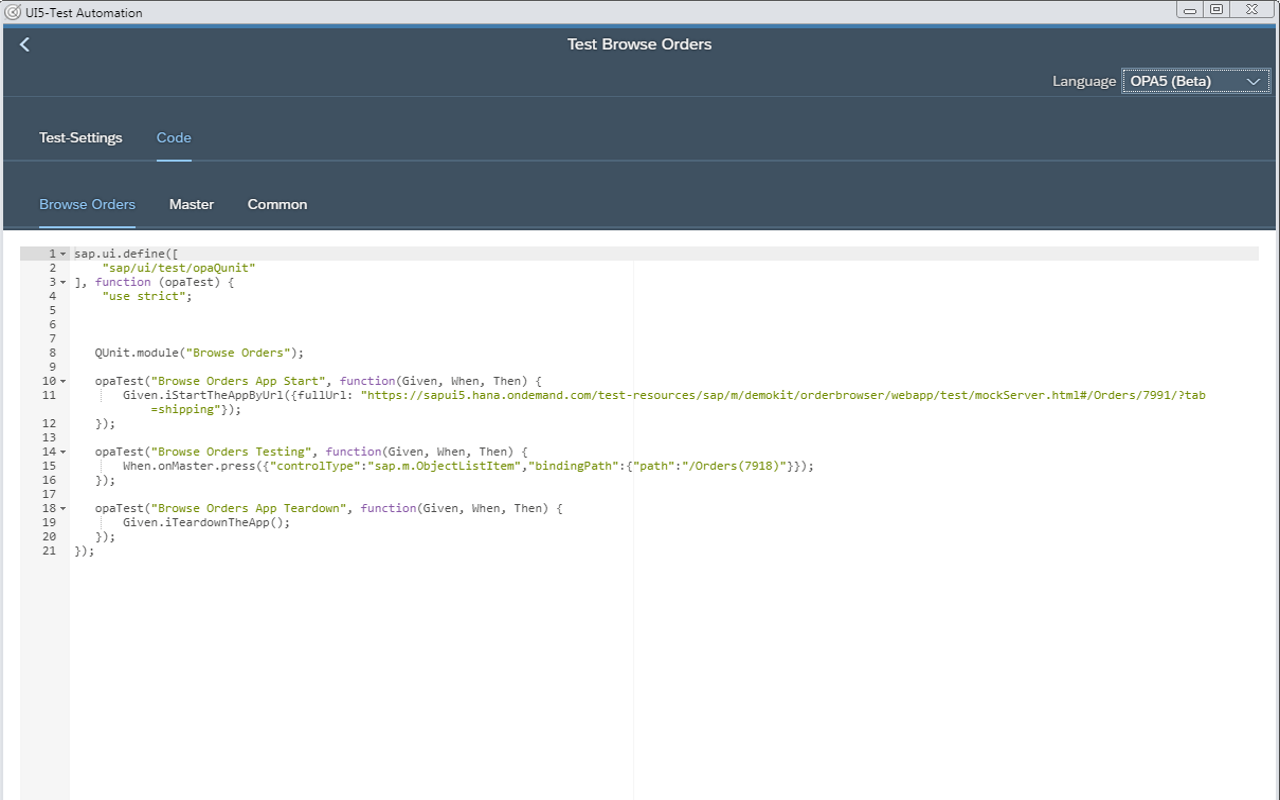 UI5-Test Automation
Test Browse Orders
Language OPA5 (Beta)
Test-Settings Code
Browse Orders Master Common
1 sap.ui.define([
2 "sap/ui/test/opaQunit"
3 ], function (opaTest) {
4 "use strict";
5
6
7
8 QUnit.module("Browse Orders");
9
10 opaTest("Browse Orders App Start", function(Given, When, Then) {
11 Given.iStartTheAppByUrl({fullUrl: "https://sapui5.hana.ondemand.com/test-resources/sap/m/demokit/orderbrowser/webapp/test/mockServer.html#/Orders/7991/?tab
=shipping"});
12 });
13
14 opaTest("Browse Orders Testing", function(Given, When, Then) {
15 When.onMaster.press({"controlType":"sap.m.ObjectListItem","bindingPath":{"path":"/Orders(7918)"}});
16 });
17
18 opaTest("Browse Orders App Teardown", function(Given, When, Then) {
19 Given.iTeardownTheApp();
20 });
21 });